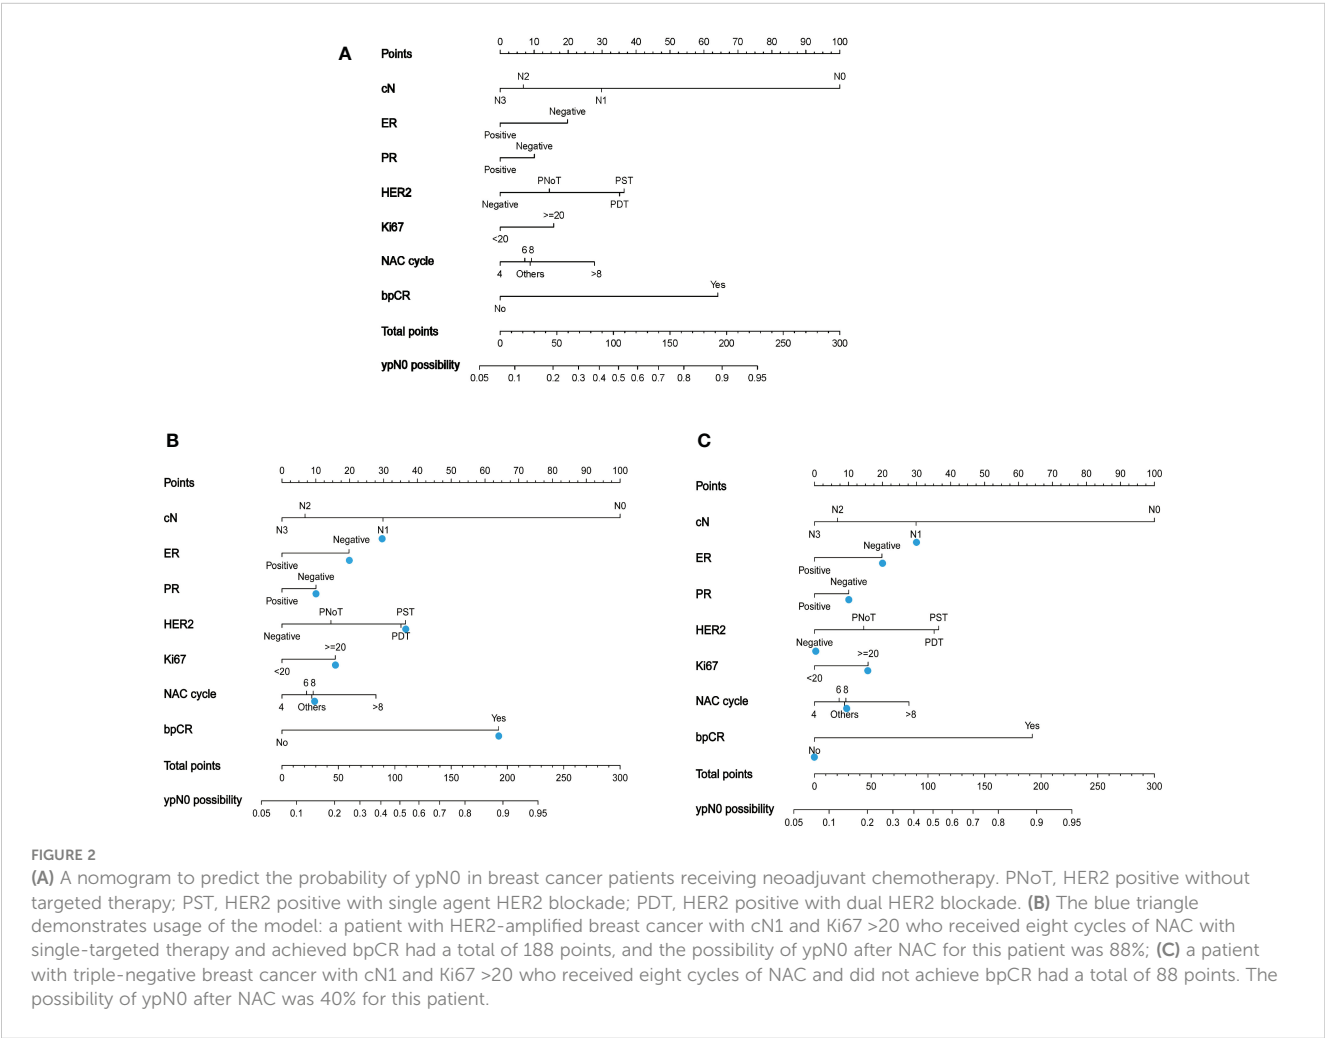 A
Points
0 10 20 30 40 50 60 70 80 90 100
cN
N2 N0
N3 N1
ER
Negative
Positive
PR
Negative
Positive
HER2
PNoT PST
Negative PDT
Ki67
>=20
<20
NAC cycle
6 8
4 Others >8
bpCR
Yes
No
Total points
0 50 100 150 200 250 300
ypN0 possibility
0.05 0.1 0.2 0.3 0.4 0.5 0.6 0.7 0.8 0.9 0.95
B
Points
0 10 20 30 40 50 60 70 80 90 100
cN
N2 N0
N3 N1
ER
Negative
Positive
PR
Negative
Positive
HER2
PNoT PST
Negative PDT
Ki67
>=20
<20
NAC cycle
6 8
4 Others >8
bpCR
Yes
No
Total points
0 50 100 150 200 250 300
ypN0 possibility
0.05 0.1 0.2 0.3 0.4 0.5 0.6 0.7 0.8 0.9 0.95
C
Points
0 10 20 30 40 50 60 70 80 90 100
cN
N2 N0
N3 N1
ER
Negative
Positive
PR
Negative
Positive
HER2
PNoT PST
Negative PDT
Ki67
>=20
<20
NAC cycle
6 8
4 Others >8
bpCR
Yes
No
Total points
0 50 100 150 200 250 300
ypN0 possibility
0.05 0.1 0.2 0.3 0.4 0.5 0.6 0.7 0.8 0.9 0.95
FIGURE 2
(A) A nomogram to predict the probability of ypN0 in breast cancer patients receiving neoadjuvant chemotherapy. PNoT, HER2 positive without
targeted therapy; PST, HER2 positive with single agent HER2 blockade; PDT, HER2 positive with dual HER2 blockade. (B) The blue triangle
demonstrates usage of the model: a patient with HER2-amplified breast cancer with cN1 and Ki67 >20 who received eight cycles of NAC with
single-targeted therapy and achieved bpCR had a total of 188 points, and the possibility of ypN0 after NAC for this patient was 88%; (C) a patient
with triple-negative breast cancer with cN1 and Ki67 >20 who received eight cycles of NAC and did not achieve bpCR had a total of 88 points. The
possibility of ypN0 after NAC was 40% for this patient.